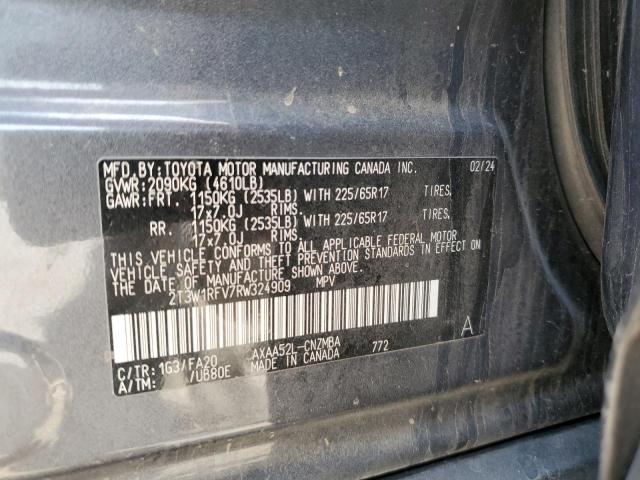 MFD.BY:TOYOTA MOTOR MANUFACTURING CANADA INC. 02/24
GVWR:2090KG (4610LB)
GAWR:FRT. 1150KG (2535LB) WITH 225/65R17 TIRES,
17x7.0J RIMS.
RR. 1150KG (2535LB) WITH 225/65R17 TIRES,
17x7.0J RIMS.
THIS VEHICLE CONFORMS TO ALL APPLICABLE FEDERAL MOTOR
VEHICLE SAFETY AND THEFT PREVENTION STANDARDS IN EFFECT ON
THE DATE OF MANUFACTURE SHOWN ABOVE.
2T3W1RFV7RW324909 MPV
A
C/TR:1G3/FA20 AXAA52L-CNZMBA 772
A/TM: /UB80E MADE IN CANADA